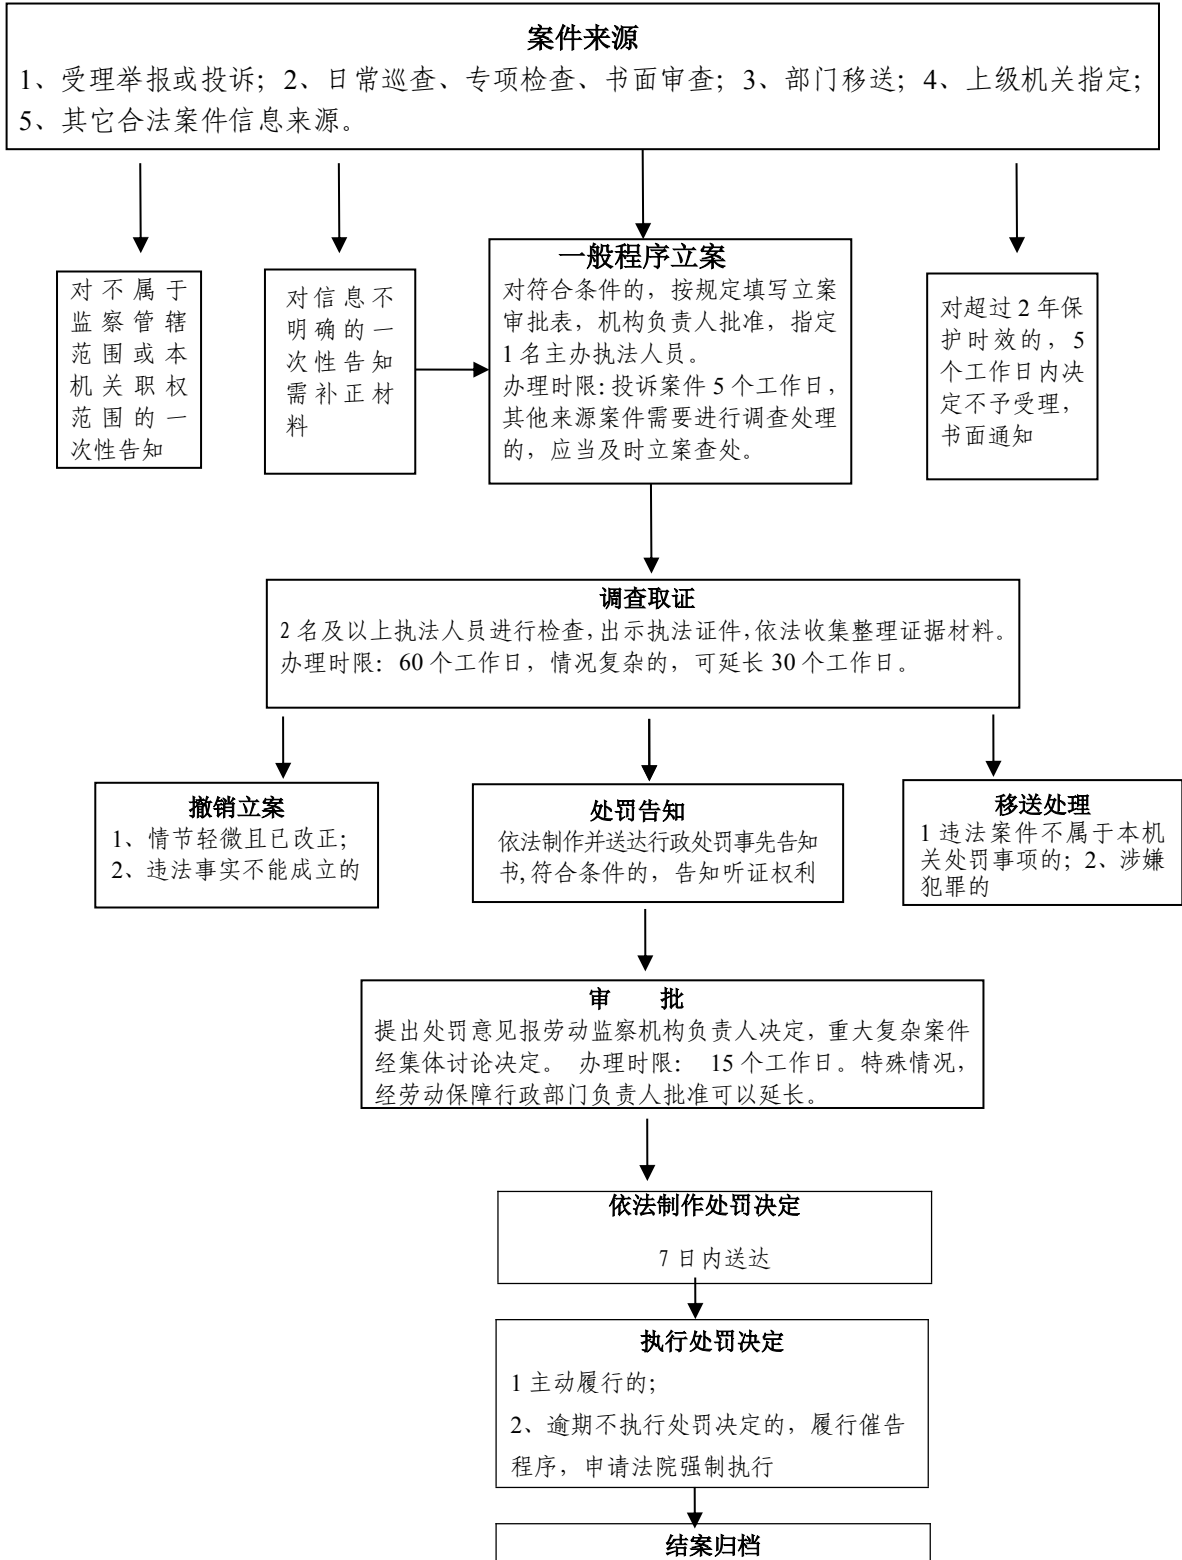 案件来源
1、受理举报或投诉；2、日常巡查、专项检查、书面审查；3、部门移送；4、上级机关指定；
5、其它合法案件信息来源。
对不属于
监察管辖
范围或本
机关职权
范围的一
次性告知
对信息不
明确的一
次性告知
需补正材
料
一般程序立案
对符合条件的，按规定填写立案
审批表，机构负责人批准，指定
1名主办执法人员。
办理时限：投诉案件 5 个工作日，
其他来源案件需要进行调查处理
的，应当及时立案查处。
对超过 2 年保
护时效的，5
个工作日内决
定不予受理，
书面通知
调查取证
2 名及以上执法人员进行检查,出示执法证件,依法收集整理证据材料。
办理时限：60 个工作日，情况复杂的，可延长 30 个工作日。
撤销立案
1、情节轻微且已改正；
2、违法事实不能成立的
处罚告知
依法制作并送达行政处罚事先告知
书,符合条件的，告知听证权利
移送处理
1 违法案件不属于本机
关处罚事项的；2、涉嫌
犯罪的
审 批
提出处罚意见报劳动监察机构负责人决定，重大复杂案件
经集体讨论决定。 办理时限： 15 个工作日。特殊情况，
经劳动保障行政部门负责人批准可以延长。
依法制作处罚决定
7 日内送达
执行处罚决定
1 主动履行的；
2、逾期不执行处罚决定的，履行催告
程序，申请法院强制执行
结案归档